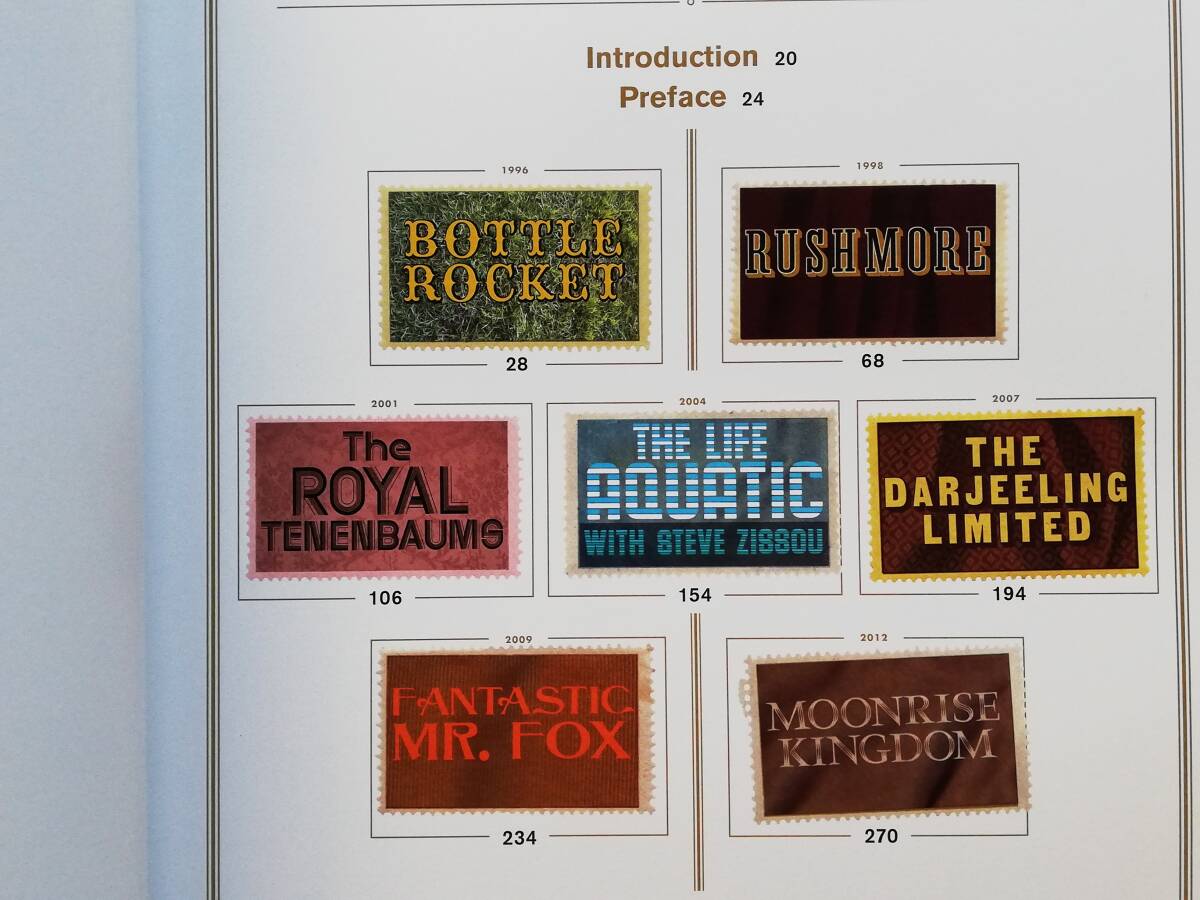 Introduction 20
Preface 24
1996
BOTTLE
ROCKET
28
1998
RUSHMORE
68
2001
The
ROYAL
TENENBAUMS
106
2004
THE LIFE
AQUATIC
WITH STEVE ZISSOU
154
2007
THE
DARJEELING
LIMITED
194
2009
FANTASTIC
MR. FOX
234
2012
MOONRISE
KINGDOM
270